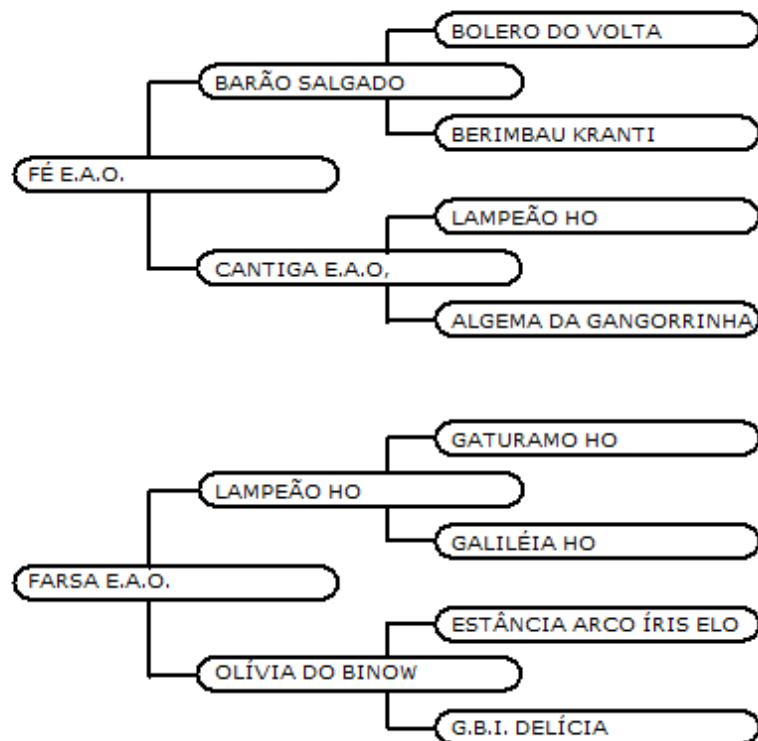 BOLERO DO VOLTA
BARÃO SALGADO
BERIMBAU KRANTI
FÉ E.A.O.
LAMPEÃO HO
CANTIGA E.A.O,
ALGEMA DA GANGORRINHA
GATURAMO HO
LAMPEÃO HO
GALILÉIA HO
FARSA E.A.O.
ESTÂNCIA ARCO ÍRIS ELO
OLÍVIA DO BINOW
G.B.I. DELÍCIA